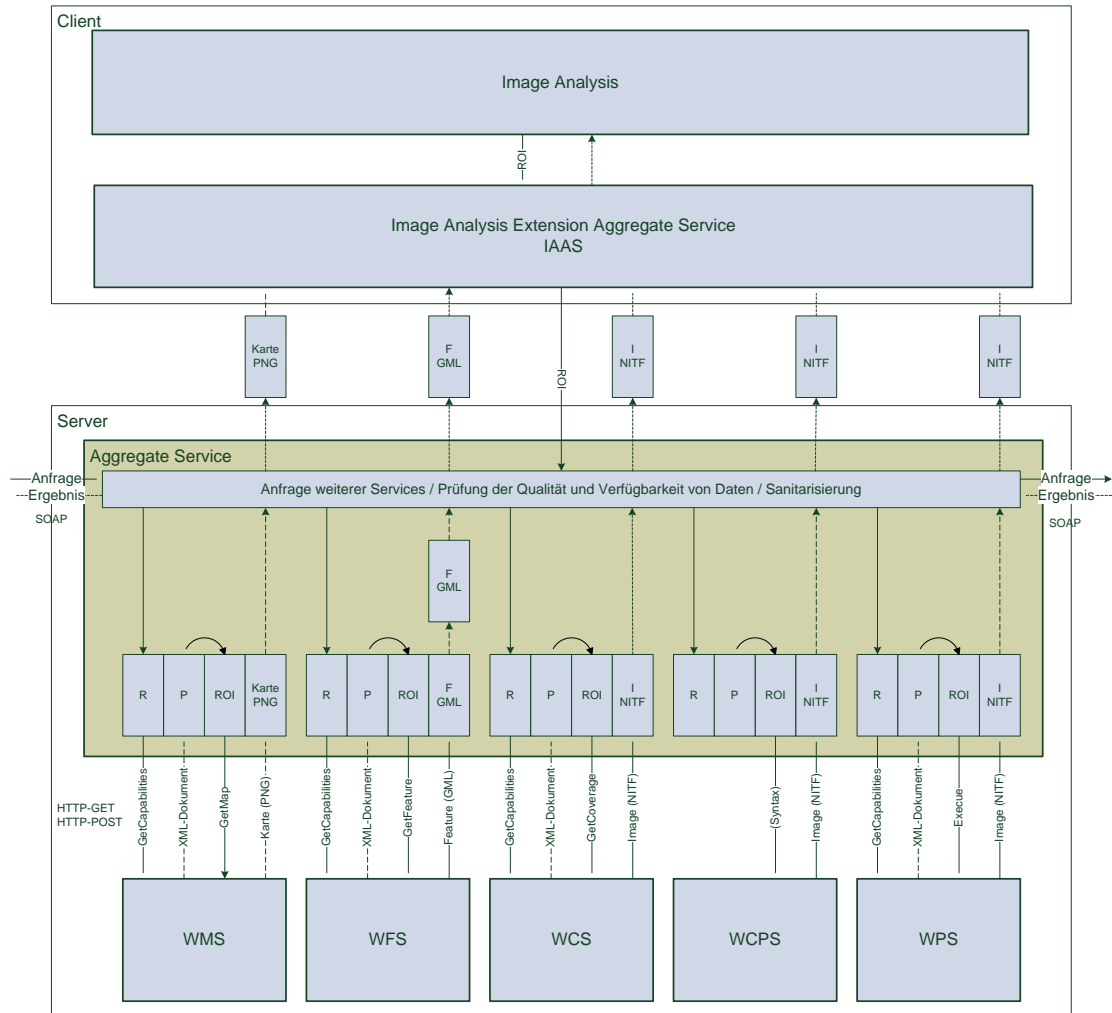 Client
Image Analysis
ROI
Image Analysis Extension Aggregate Service
IAAS
Karte
PNG
F
GML
ROI
I
NITF
I
NITF
I
NITF
Server
Aggregate Service
Anfrage
Ergebnis
SOAP
Anfrage weiterer Services / Prüfung der Qualität und Verfügbarkeit von Daten / Sanitarisierung
Anfrage
Ergebnis
SOAP
F
GML
R
P
ROI
Karte
PNG
R
P
ROI
F
GML
R
P
ROI
I
NITF
R
P
ROI
I
NITF
R
P
ROI
I
NITF
HTTP-GET
HTTP-POST
GetCapabilities
XML-Dokument
GetMap
Karte (PNG)
GetCapabilities
XML-Dokument
GetFeature
Feature (GML)
GetCapabilities
XML-Dokument
GetCoverage
Image (NITF)
(Syntax)
Image (NITF)
GetCapabilities
XML-Dokument
Execue
Image (NITF)
WMS
WFS
WCS
WCPS
WPS